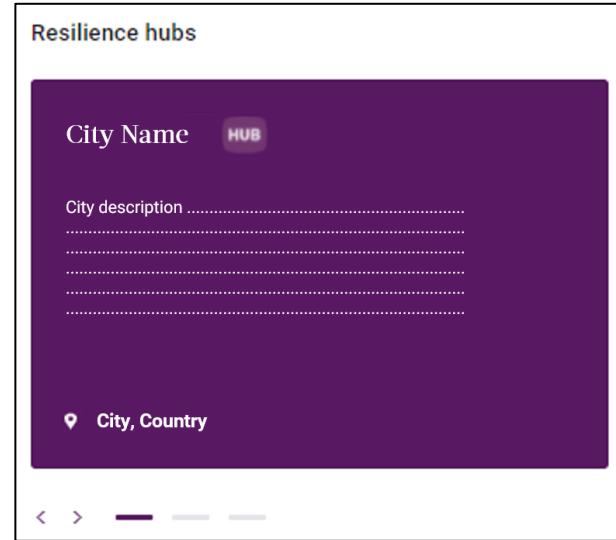 Resilience hubs
City Name HUB
City description ..............................................................
.........................................................................................
.........................................................................................
.........................................................................................
.........................................................................................
.........................................................................................
City, Country